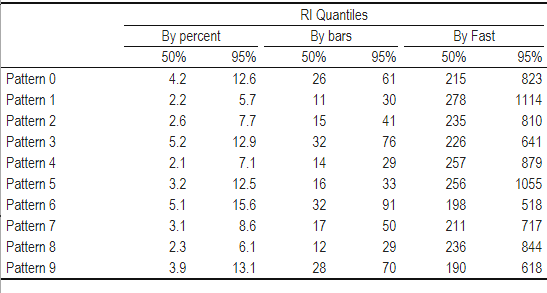 RI Quantiles
By percent By bars By Fast
50% 95% 50% 95% 50% 95%
Pattern 0 4.2 12.6 26 61 215 823
Pattern 1 2.2 5.7 11 30 278 1114
Pattern 2 2.6 7.7 15 41 235 810
Pattern 3 5.2 12.9 32 76 226 641
Pattern 4 2.1 7.1 14 29 257 879
Pattern 5 3.2 12.5 16 33 256 1055
Pattern 6 5.1 15.6 32 91 198 518
Pattern 7 3.1 8.6 17 50 211 717
Pattern 8 2.3 6.1 12 29 236 844
Pattern 9 3.9 13.1 28 70 190 618